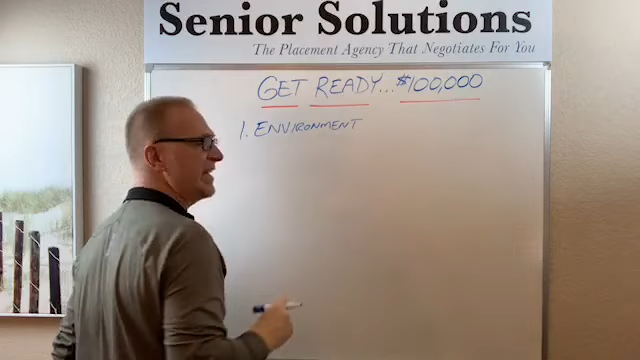 Senior Solutions
The Placement Agency That Negotiates For You
GET READY... $100,000
1. ENVIRONMENT